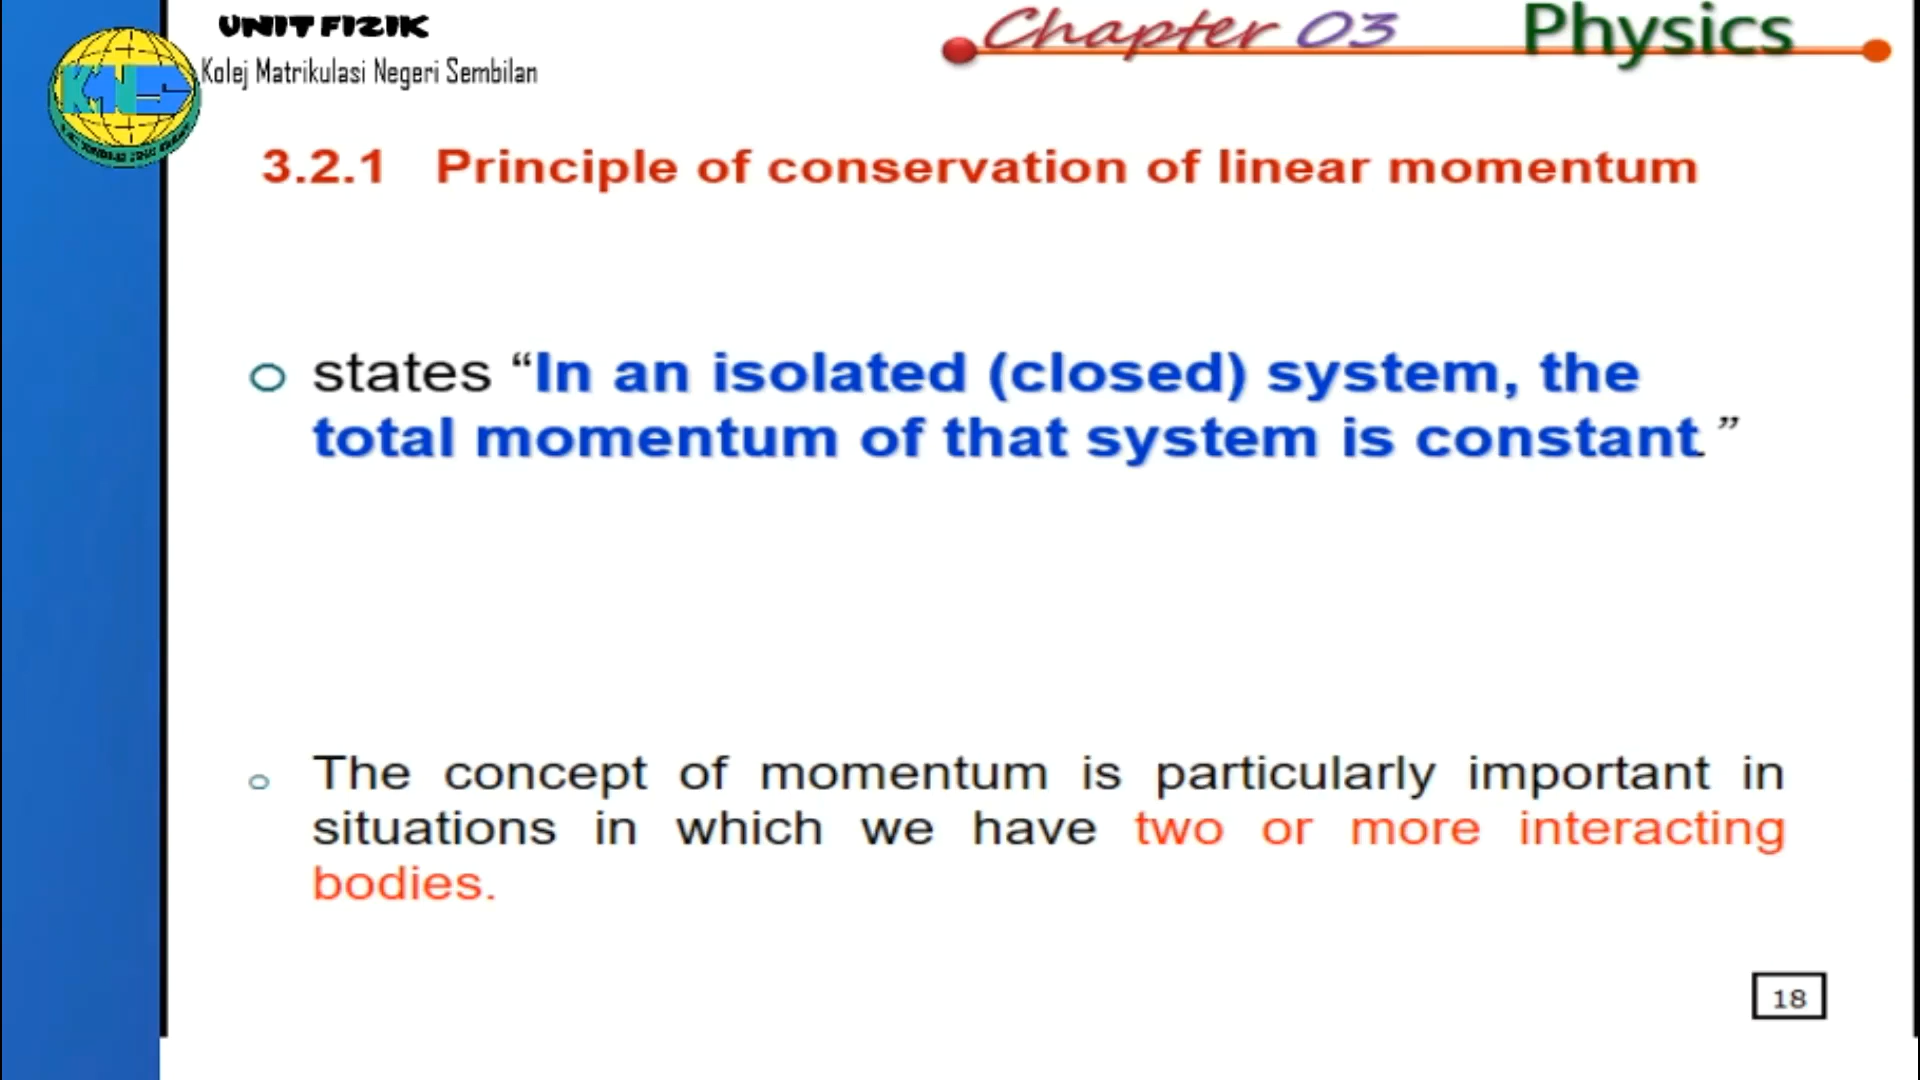 UNIT FIZIK
Kolej Matrikulasi Negeri Sembilan
Chapter 03
Physics
3.2.1 Principle of conservation of linear momentum
states “In an isolated (closed) system, the
total momentum of that system is constant.”
The concept of momentum is particularly important in
situations in which we have two or more interacting
bodies.
18